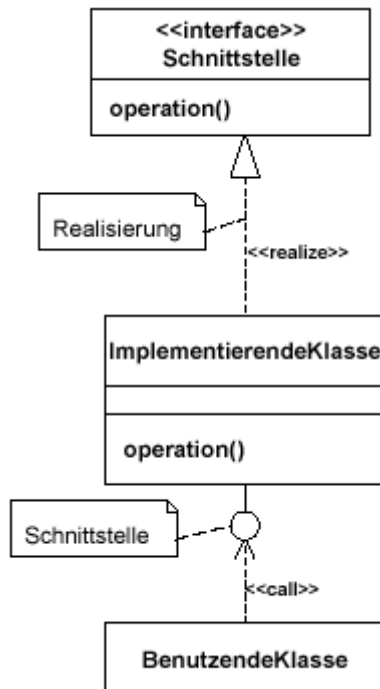 <<interface>>
Schnittstelle
operation()
Realisierung
<<realize>>
ImplementierendeKlasse
operation()
Schnittstelle
<<call>>
BenutzendeKlasse